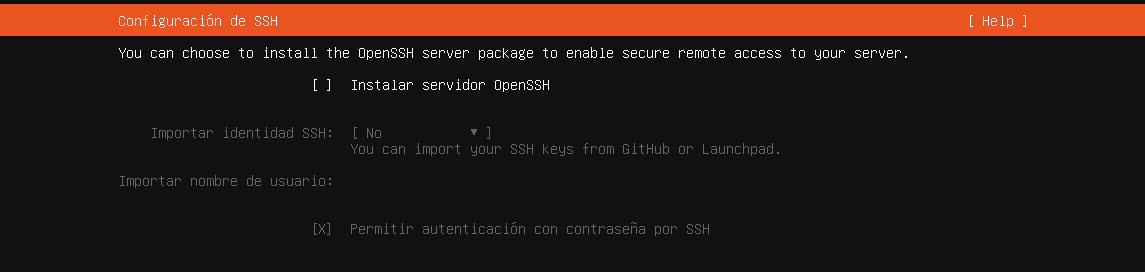 Configuración de SSH [ Help ]
You can choose to install the OpenSSH server package to enable secure remote access to your server.
[ ] Instalar servidor OpenSSH
Importar identidad SSH: [ No ▼ ]
You can import your SSH keys from GitHub or Launchpad.
Importar nombre de usuario:
[X] Permitir autenticación con contraseña por SSH